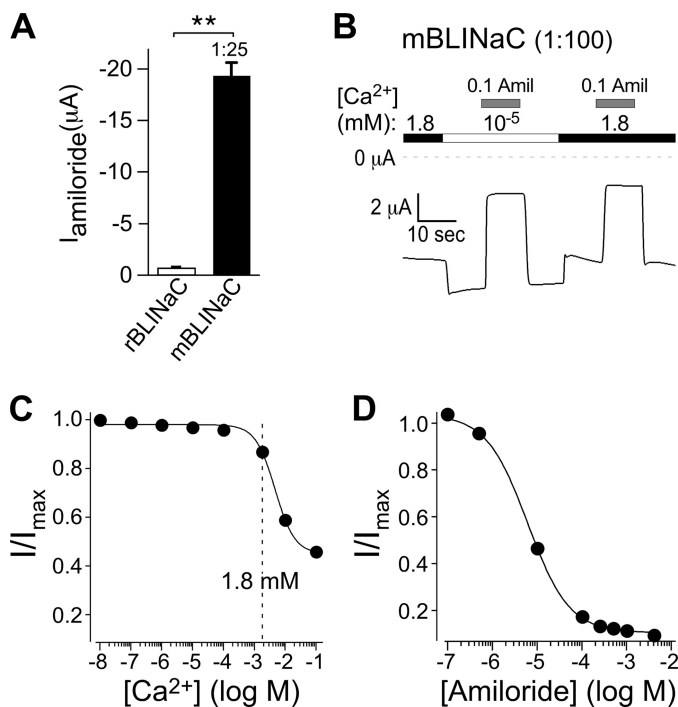 A
**
1:25
-20
-15
-10
-5
0
I amiloride (μA)
rBLINaC
mBLINaC
B
mBLINaC (1:100)
0.1 Amil 0.1 Amil
[Ca2+]
(mM): 1.8 10-5 1.8
0 μA
2 μA
10 sec
C
1.0
0.8
0.6
0.4
0.2
I/Imax
1.8 mM
-8 -7 -6 -5 -4 -3 -2 -1
[Ca2+] (log M)
D
1.0
0.8
0.6
0.4
0.2
I/Imax
-7 -6 -5 -4 -3 -2
[Amiloride] (log M)